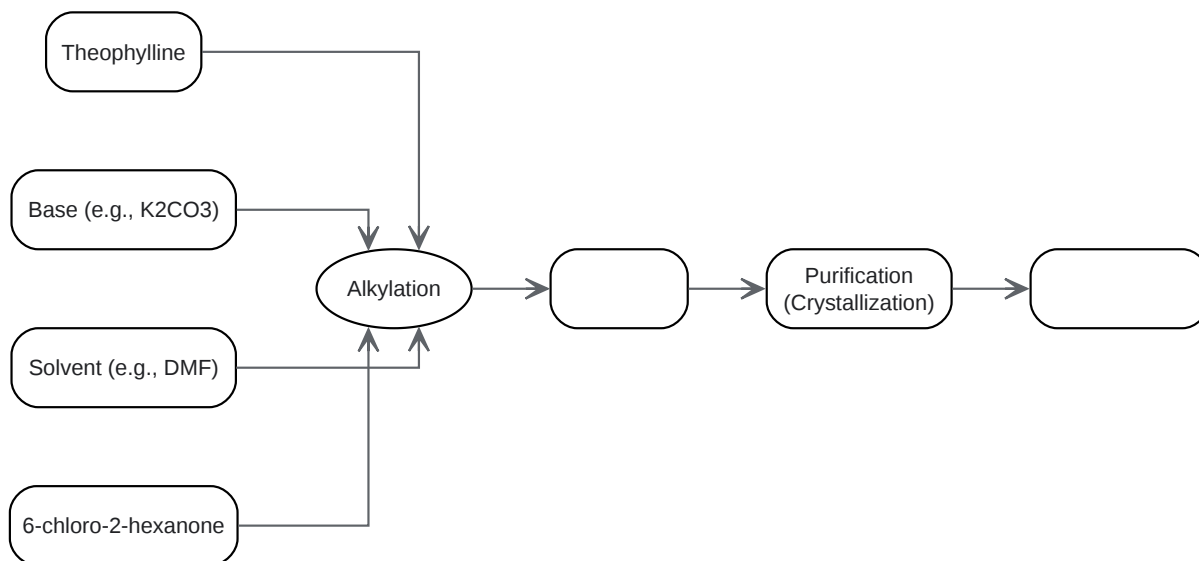 Theophylline
Base (e.g., K2CO3)
Alkylation
Purification
(Crystallization)
Solvent (e.g., DMF)
6-chloro-2-hexanone